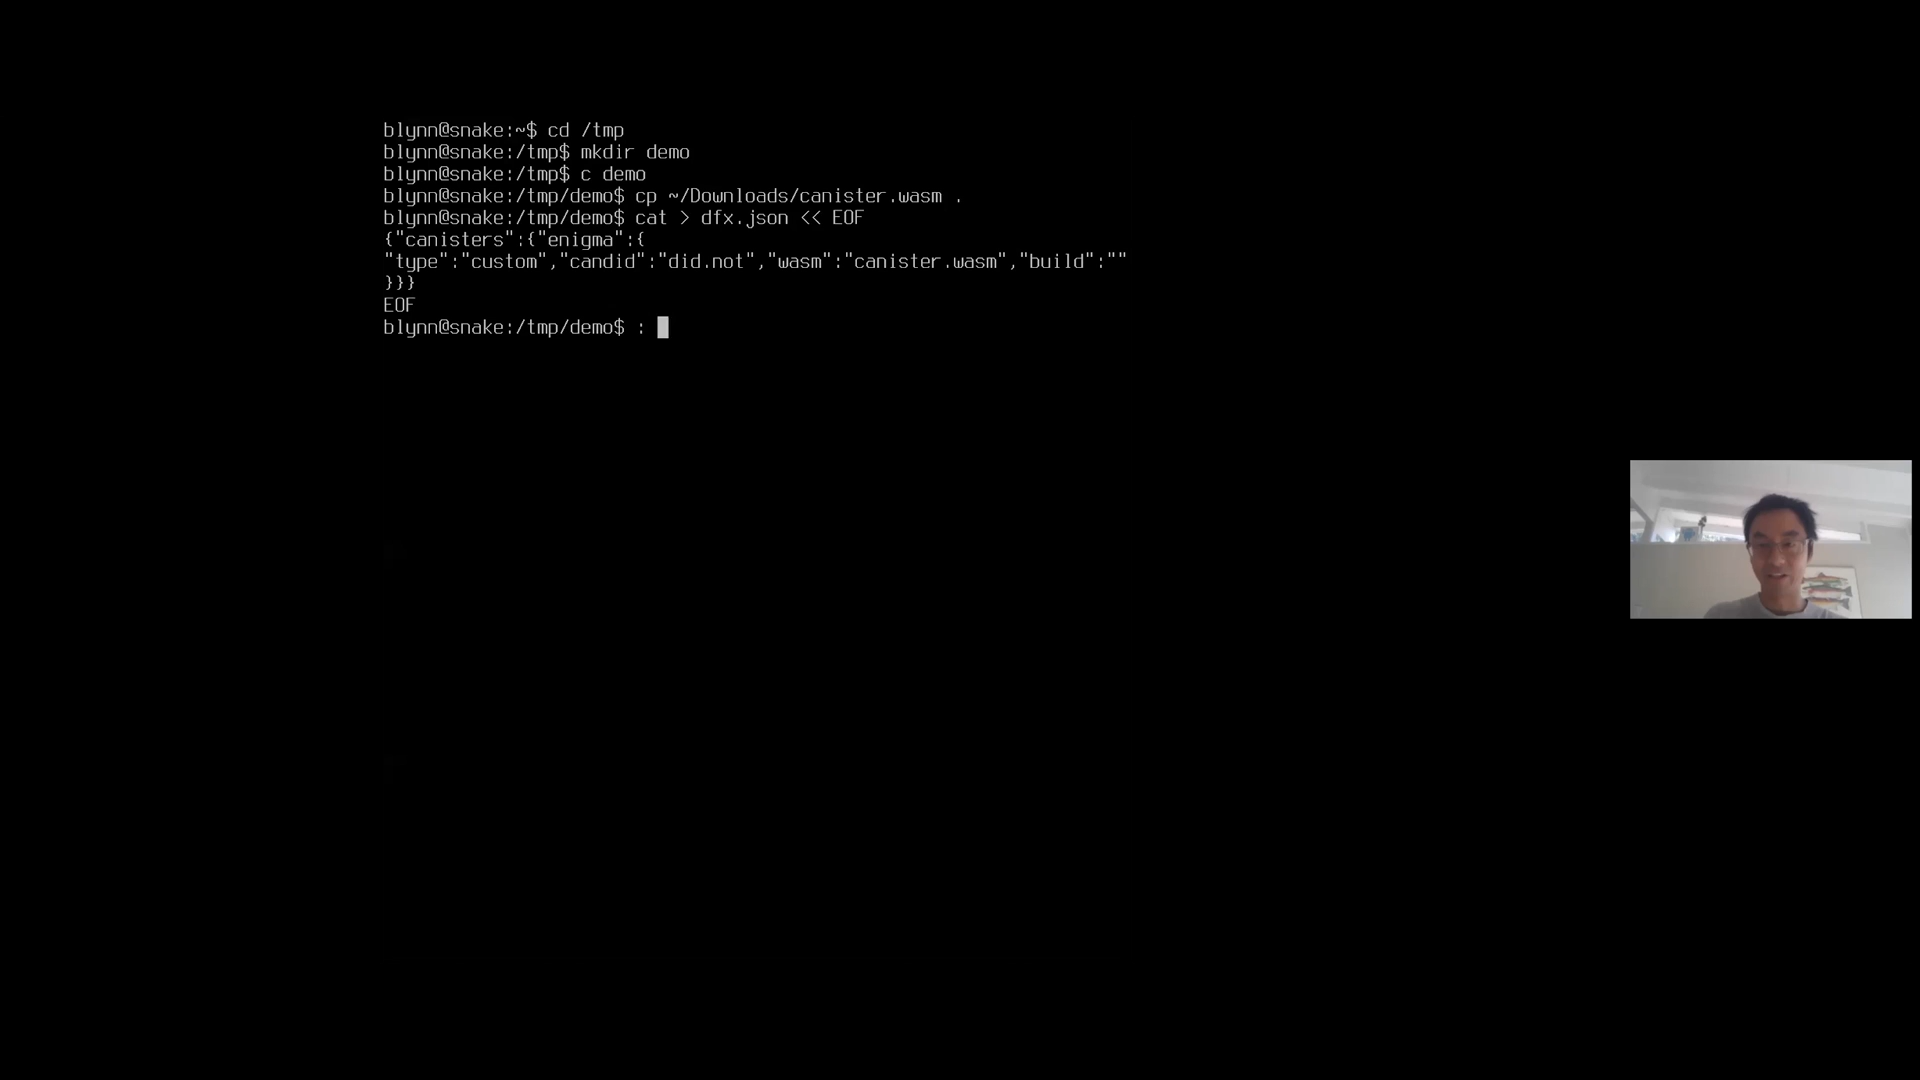 blynn@snake:~$ cd /tmp
blynn@snake:/tmp$ mkdir demo
blynn@snake:/tmp$ c demo
blynn@snake:/tmp/demo$ cp ~/Downloads/canister.wasm .
blynn@snake:/tmp/demo$ cat > dfx.json << EOF
{"canisters":{"enigma":{
"type":"custom","candid":"did.not","wasm":"canister.wasm","build":""
}}}
EOF
blynn@snake:/tmp/demo$ :